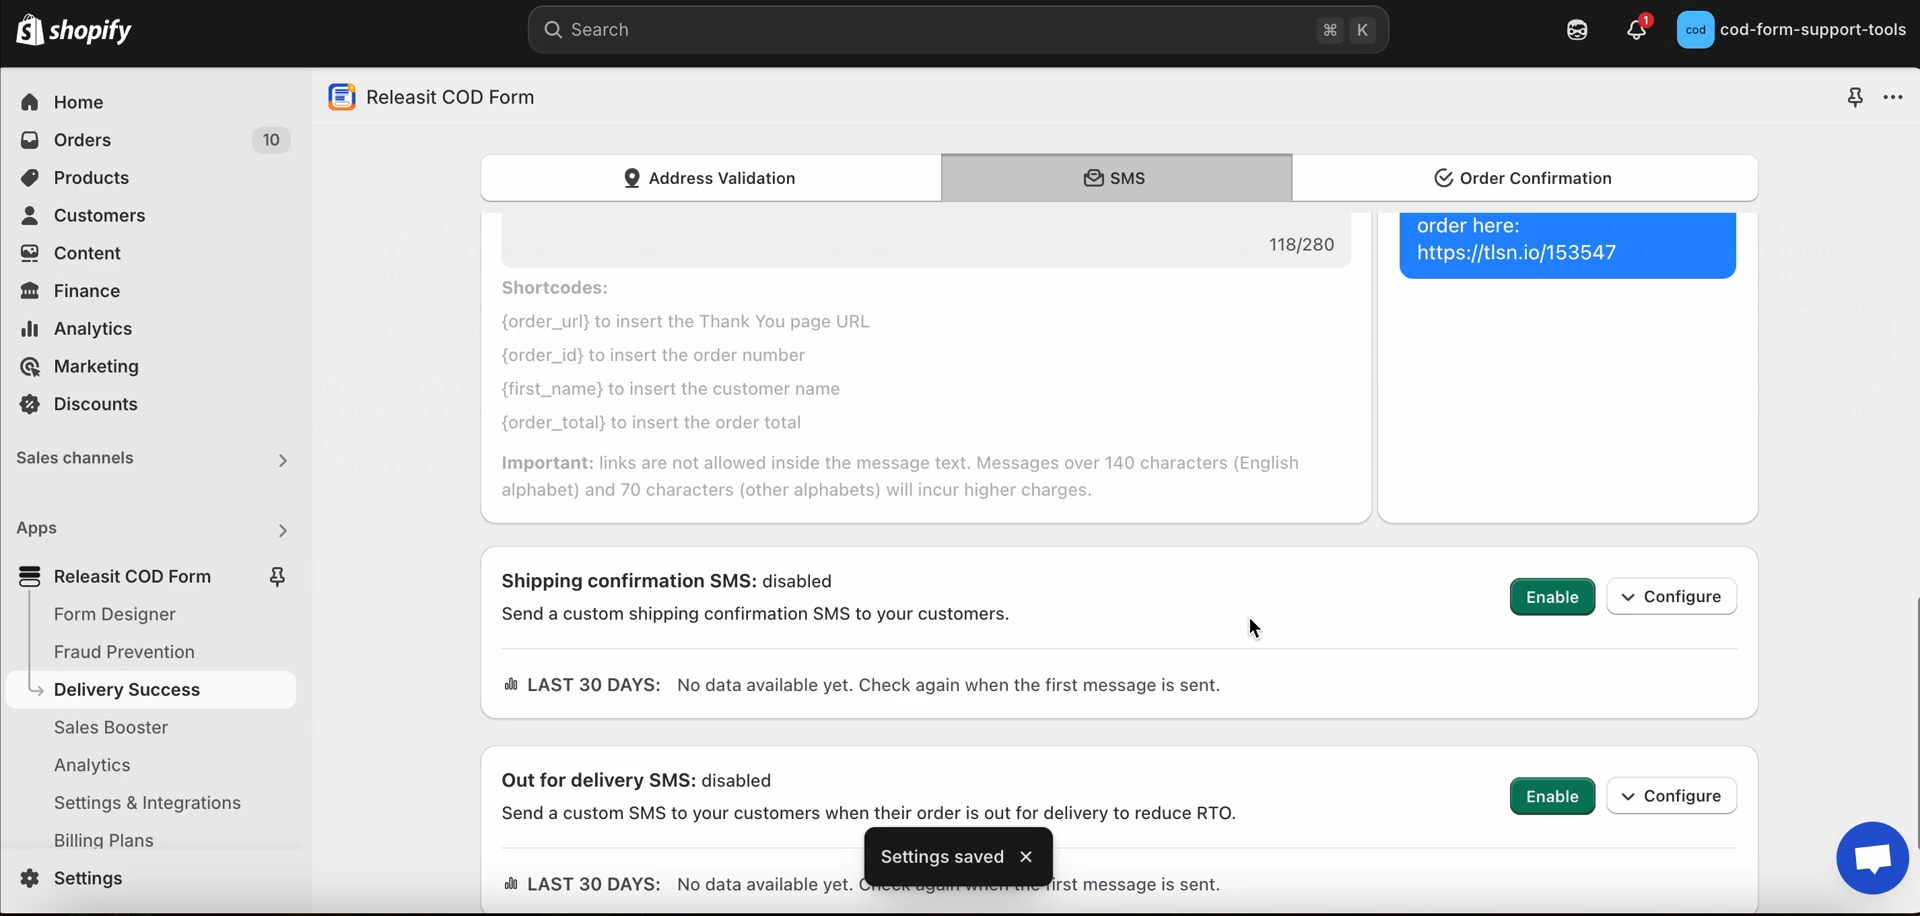 shopify
Search
⌘ K
1
cod
cod-form-support-tools
Home
Orders
10
Products
Customers
Content
Finance
Analytics
Marketing
Discounts
Sales channels
Apps
Releasit COD Form
Form Designer
Fraud Prevention
Delivery Success
Sales Booster
Analytics
Settings & Integrations
Billing Plans
Settings
Releasit COD Form
Address Validation
SMS
Order Confirmation
118/280
order here:
https://tlsn.io/153547
Shortcodes:
{order_url} to insert the Thank You page URL
{order_id} to insert the order number
{first_name} to insert the customer name
{order_total} to insert the order total
Important: links are not allowed inside the message text. Messages over 140 characters (English
alphabet) and 70 characters (other alphabets) will incur higher charges.
Shipping confirmation SMS: disabled
Send a custom shipping confirmation SMS to your customers.
Enable
Configure
LAST 30 DAYS: No data available yet. Check again when the first message is sent.
Out for delivery SMS: disabled
Send a custom SMS to your customers when their order is out for delivery to reduce RTO.
Enable
Configure
Settings saved
LAST 30 DAYS: No data available yet. Check again when the first message is sent.